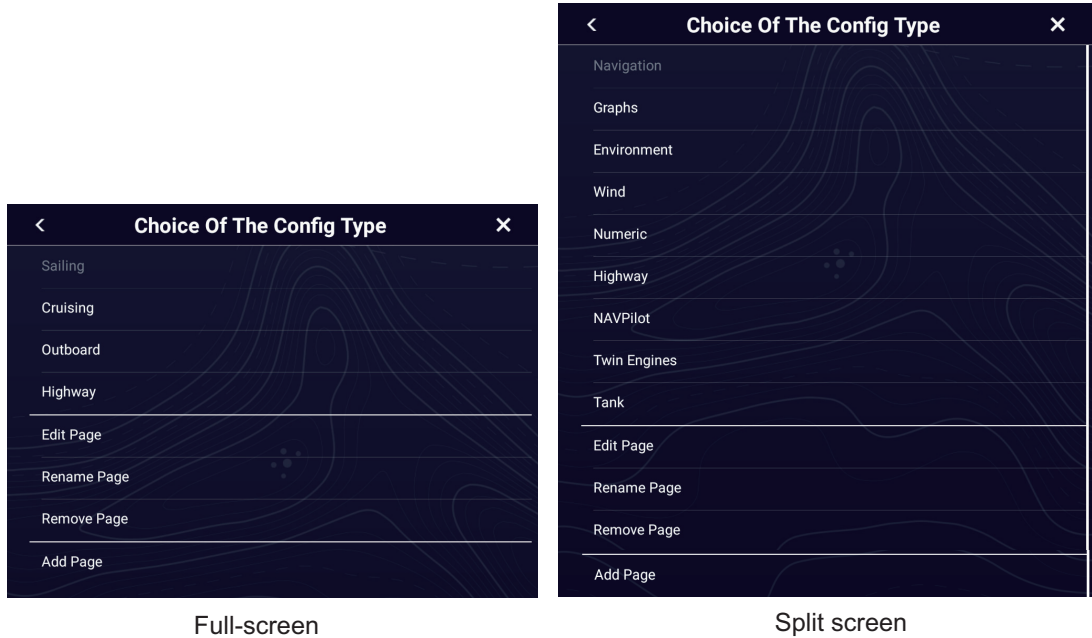 Choice Of The Config Type
Sailing
Cruising
Outboard
Highway
Edit Page
Rename Page
Remove Page
Add Page
Full-screen
Choice Of The Config Type
Navigation
Graphs
Environment
Wind
Numeric
Highway
NAVPilot
Twin Engines
Tank
Edit Page
Rename Page
Remove Page
Add Page
Split screen